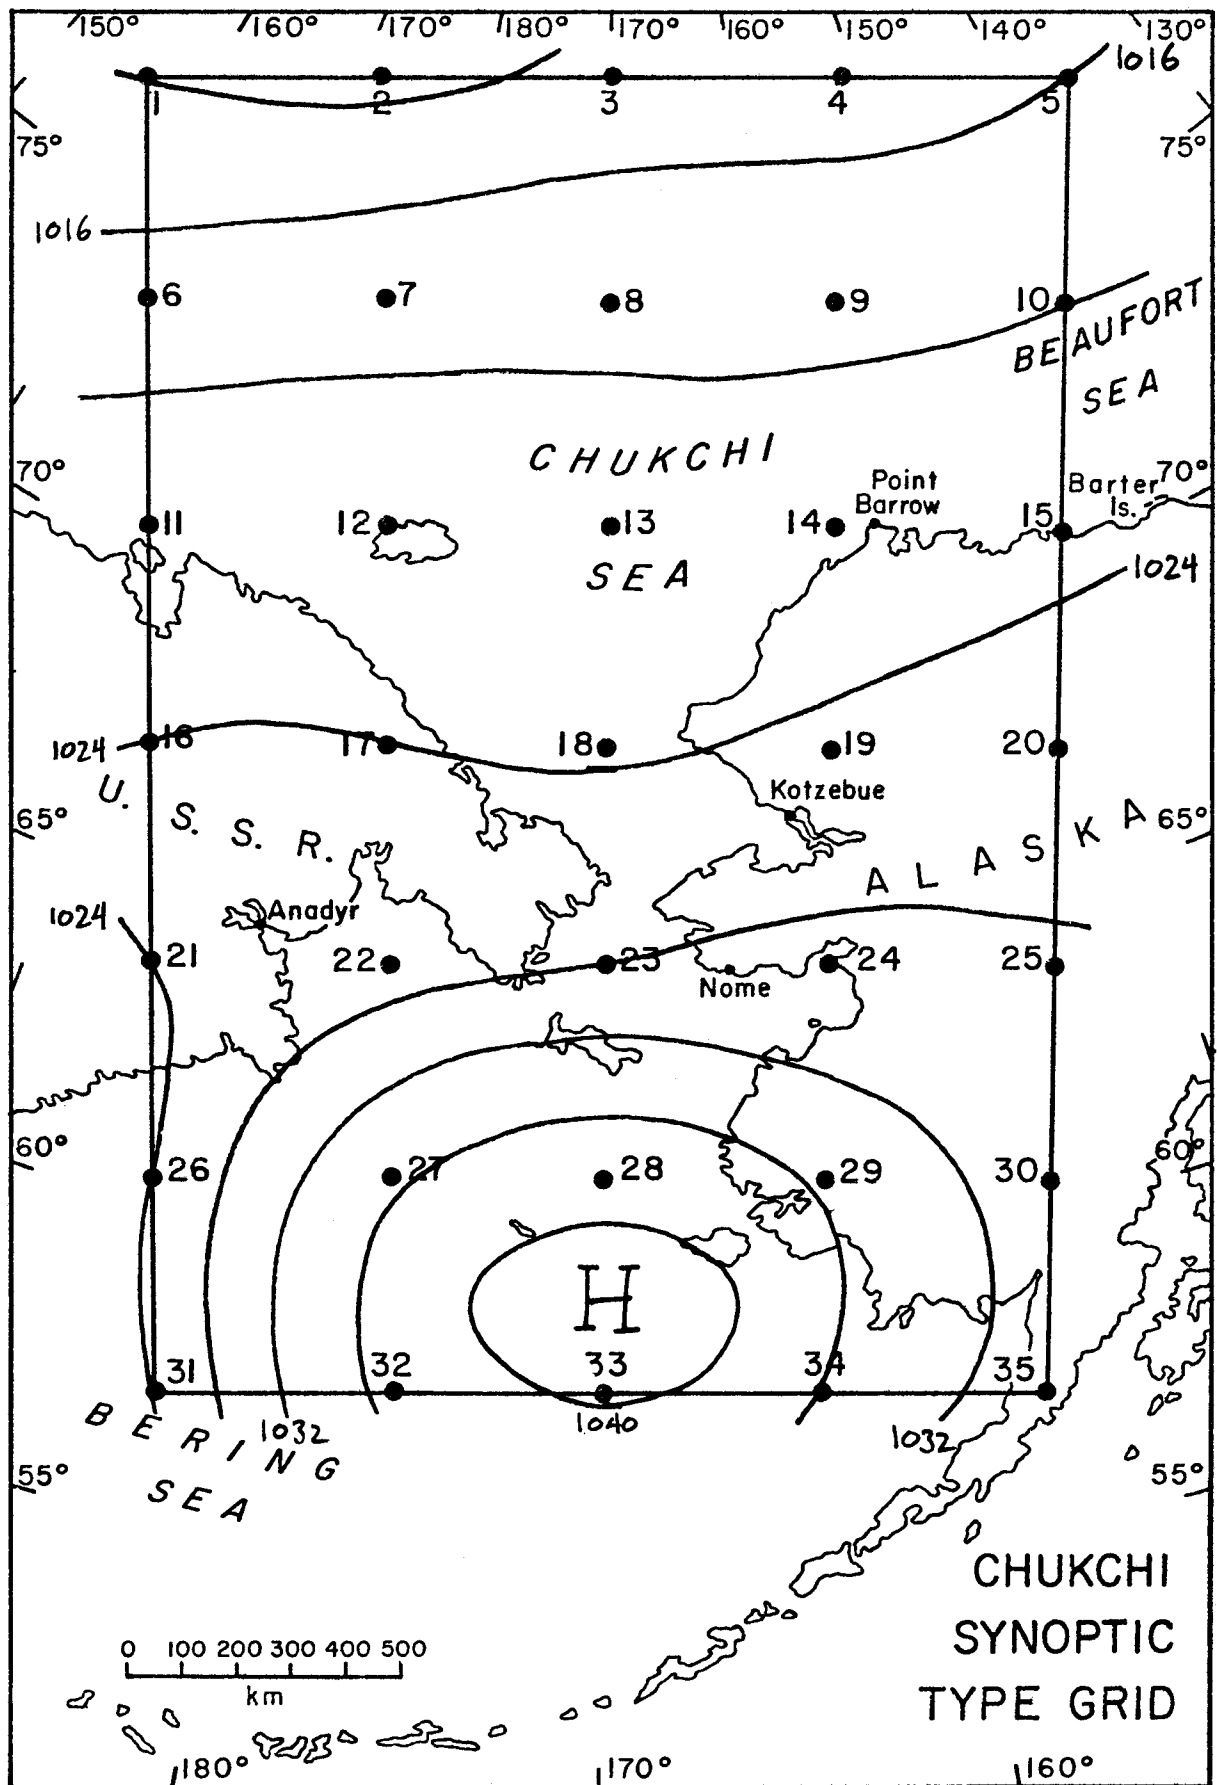 150° 160° 170° 180° 170° 160° 150° 140° 130°
1016
1 2 3 4 5
75° 75°
1016
6 7 8 9 10
BEAUFORT
SEA
CHUKCHI
70° Point Barter 70°
Barrow Is.
11 12 13 14 15
SEA
1024
1024 16 17 18 19 20
U. S. S. R.
Kotzebue
65° ALASKA 65°
1024 Anadyr
21 22 23 24 25
Nome
60° 60°
26 27 28 29 30
H
31 32 33 34 35
1032 1040 1032
BERING
SEA
55° 55°
CHUKCHI
SYNOPTIC
TYPE GRID
0 100 200 300 400 500
km
180° 170° 160°